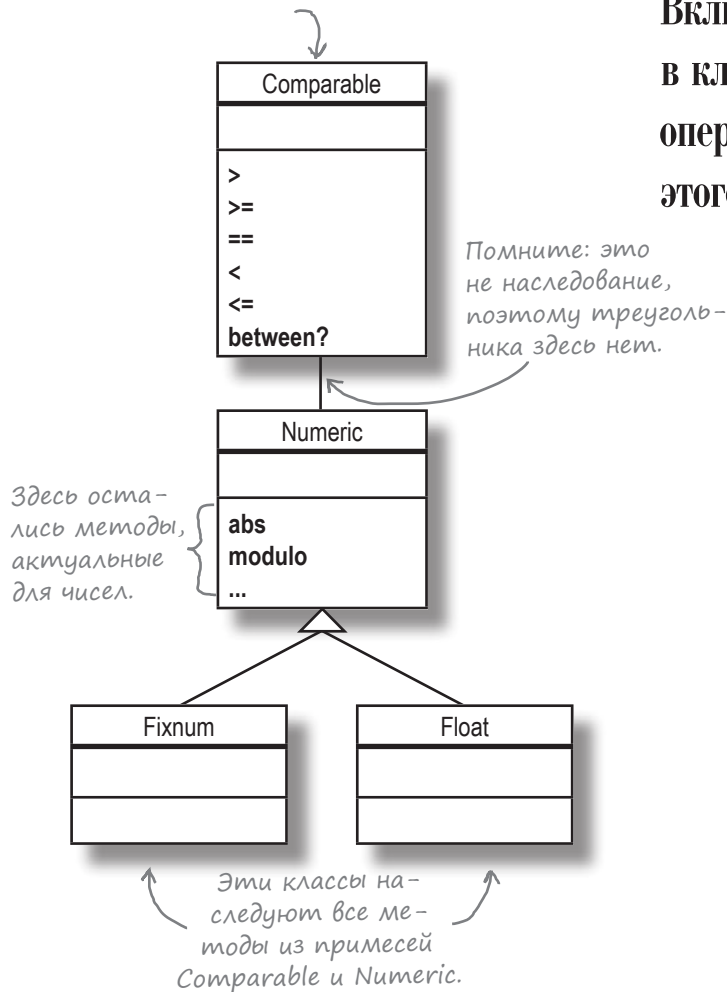 Comparable
>
>=
==
<
<=
between?
Помните: это
не наследование,
поэтому треуголь-
ника здесь нет.
Numeric
Здесь оста-
лись методы,
актуальные
для чисел.
abs
modulo
...
Fixnum
Float
Эти классы на-
следуют все ме-
тоды из примесей
Comparable и Numeric.
в